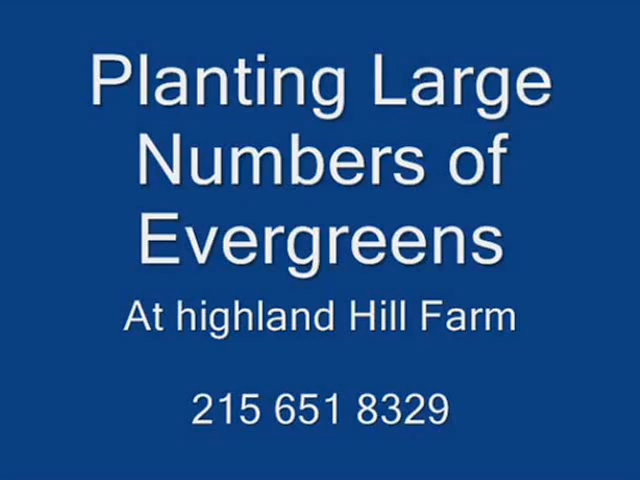 Planting Large
Numbers of
Evergreens
At highland Hill Farm
215 651 8329